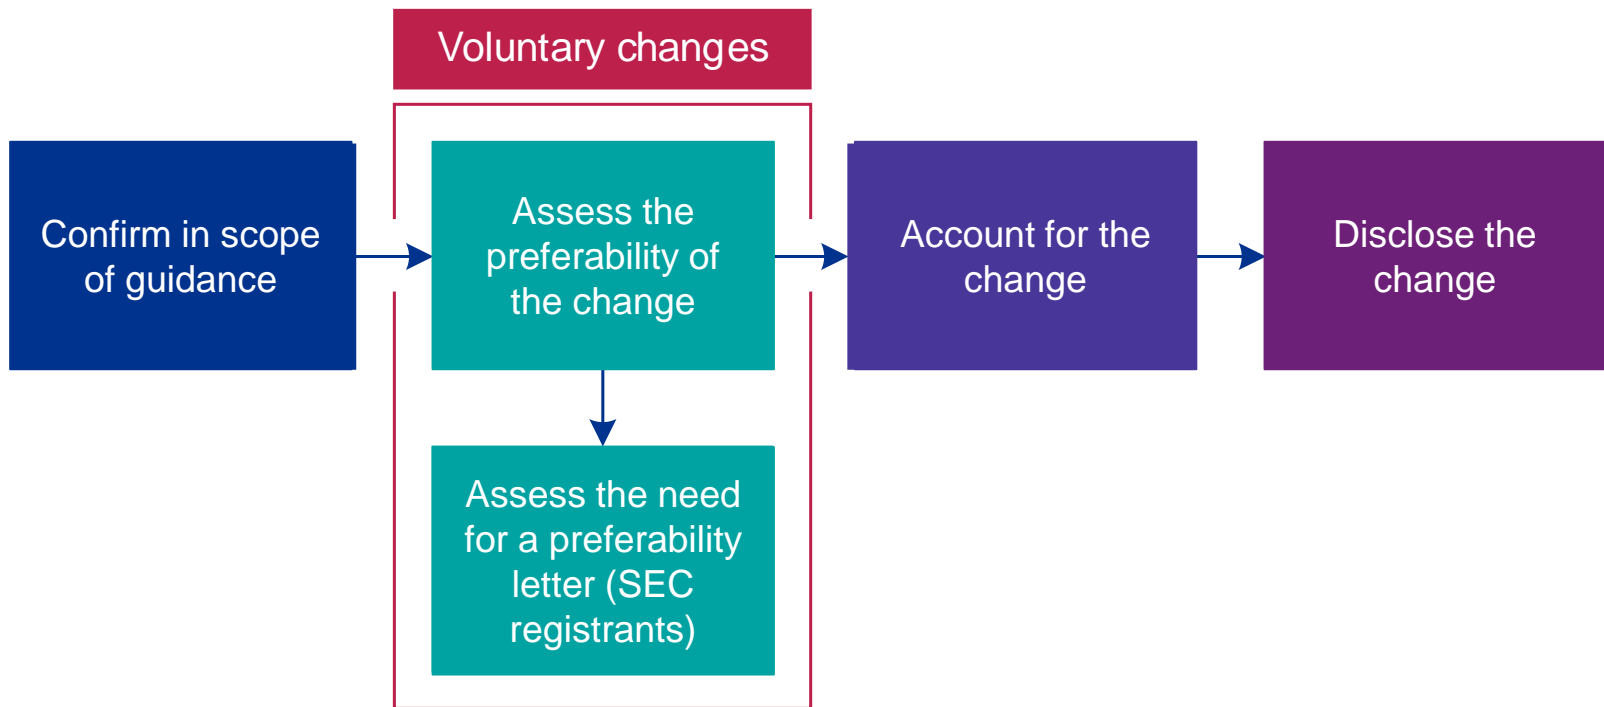 Voluntary changes
Confirm in scope
of guidance
Assess the
preferability of
the change
Assess the need
for a preferability
letter (SEC
registrants)
Account for the
change
Disclose the
change